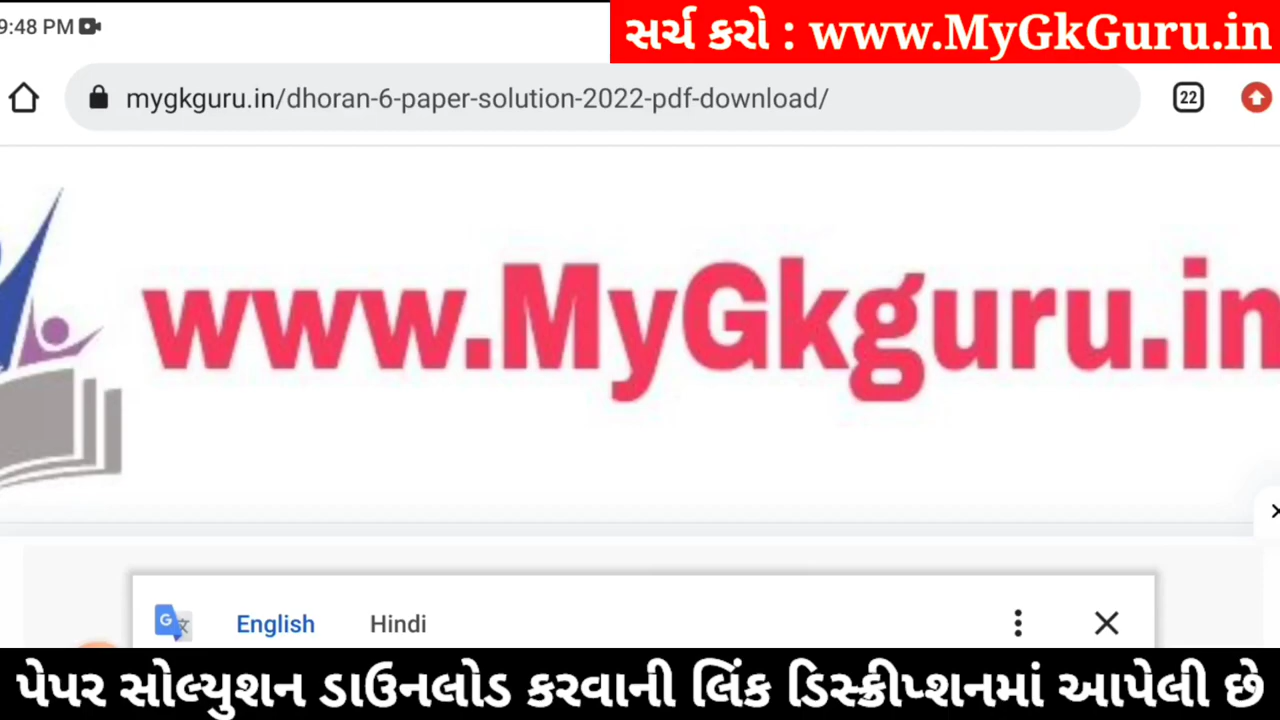 9:48 PM
સર્ચ કરો : www.MyGkGuru.in
mygkguru.in/dhoran-6-paper-solution-2022-pdf-download/
22
www.MyGkguru.in
G 文 English Hindi
પેપર સોલ્યુશન ડાઉનલોડ કરવાની લિંક ડિસ્ક્રીપ્શનમાં આપેલી છે